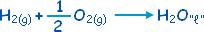 H₂(g) + 1/2 O₂(g) ⟶ H₂O"ℓ"